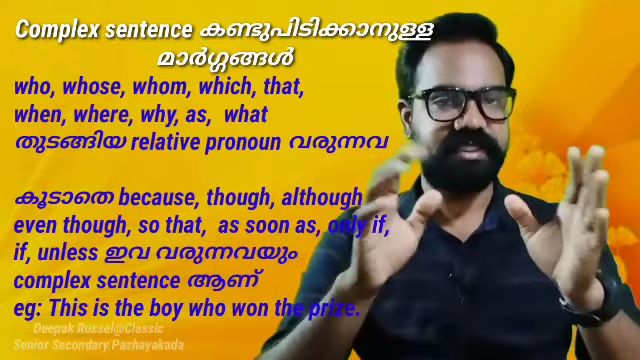 Complex sentence കണ്ടുപിടിക്കാനുള്ള
മാർഗ്ഗങ്ങൾ
who, whose, whom, which, that,
when, where, why, as, what
തുടങ്ങിയ relative pronoun വരുന്നവ
കൂടാതെ because, though, although
even though, so that, as soon as, only if,
if, unless ഇവ വരുന്നവയും
complex sentence ആണ്
eg: This is the boy who won the prize.
Deepak Russel@Classic
Senior Secondary.Pazhayakada